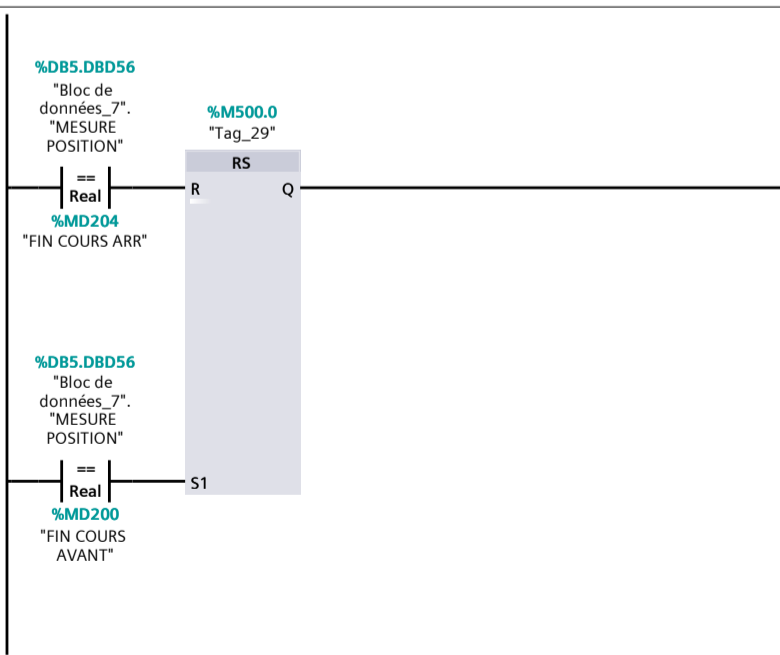 %DB5.DBD56
"Bloc de
données_7".
"MESURE
POSITION"
==
Real
%MD204
"FIN COURS ARR"
%M500.0
"Tag_29"
RS
R
Q
%DB5.DBD56
"Bloc de
données_7".
"MESURE
POSITION"
==
Real
%MD200
"FIN COURS
AVANT"
S1